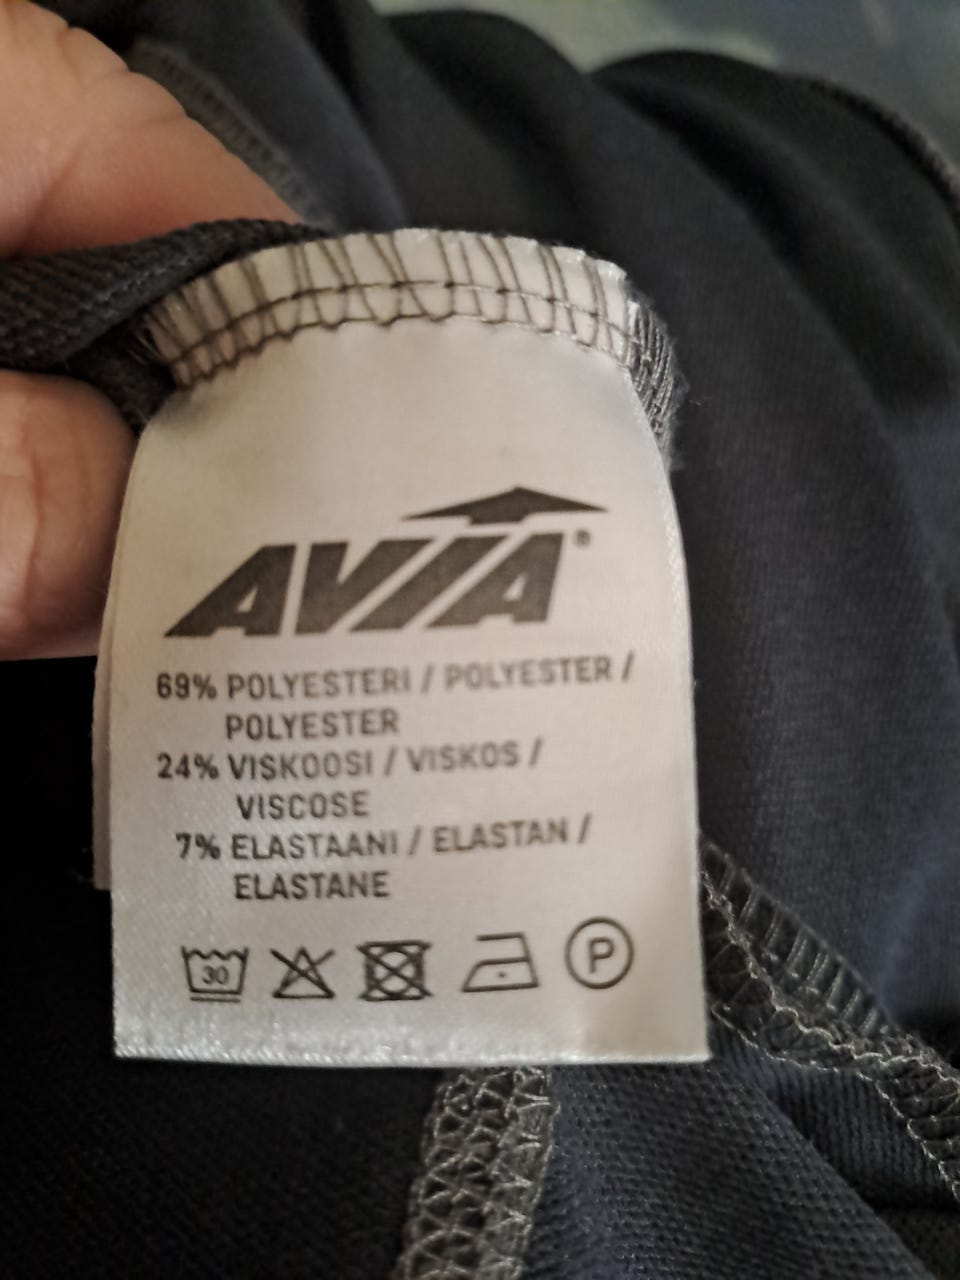 AVIA®
69% POLYESTERI / POLYESTER /
POLYESTER
24% VISKOOSI / VISKOS /
VISCOSE
7% ELASTAANI / ELASTAN /
ELASTANE
30 P